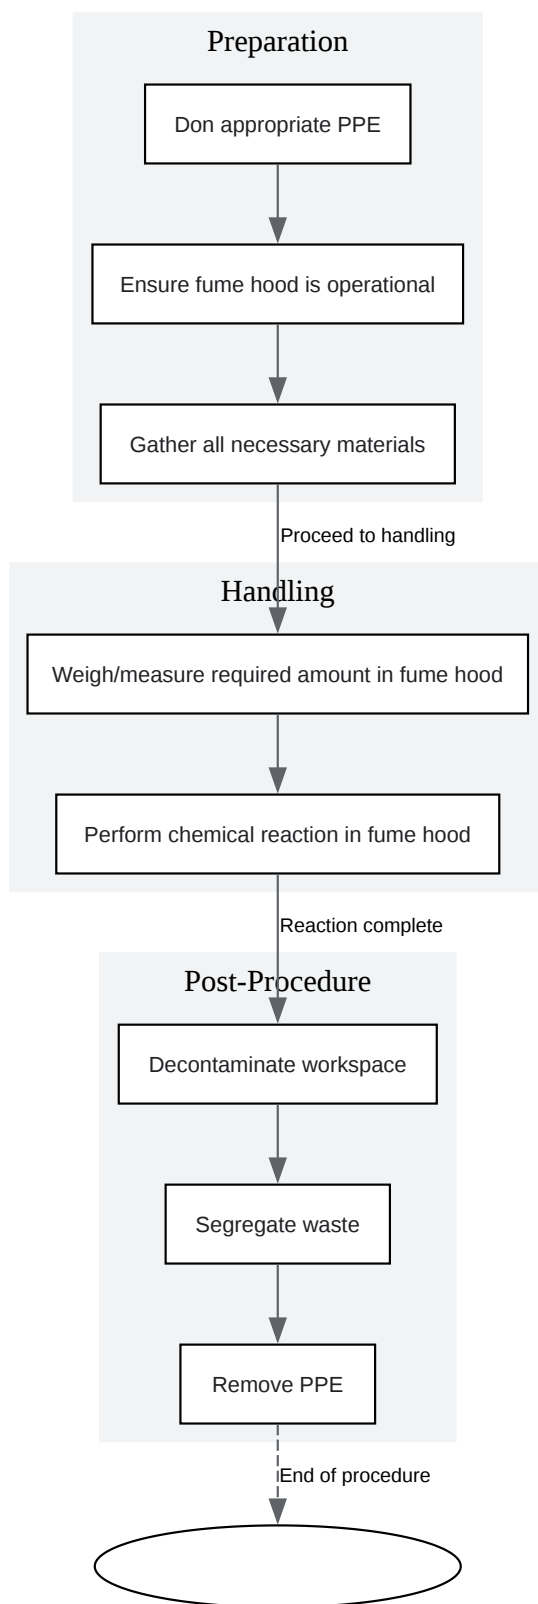 Preparation
Don appropriate PPE
Ensure fume hood is operational
Gather all necessary materials
Proceed to handling
Handling
Weigh/measure required amount in fume hood
Perform chemical reaction in fume hood
Reaction complete
Post-Procedure
Decontaminate workspace
Segregate waste
Remove PPE
End of procedure